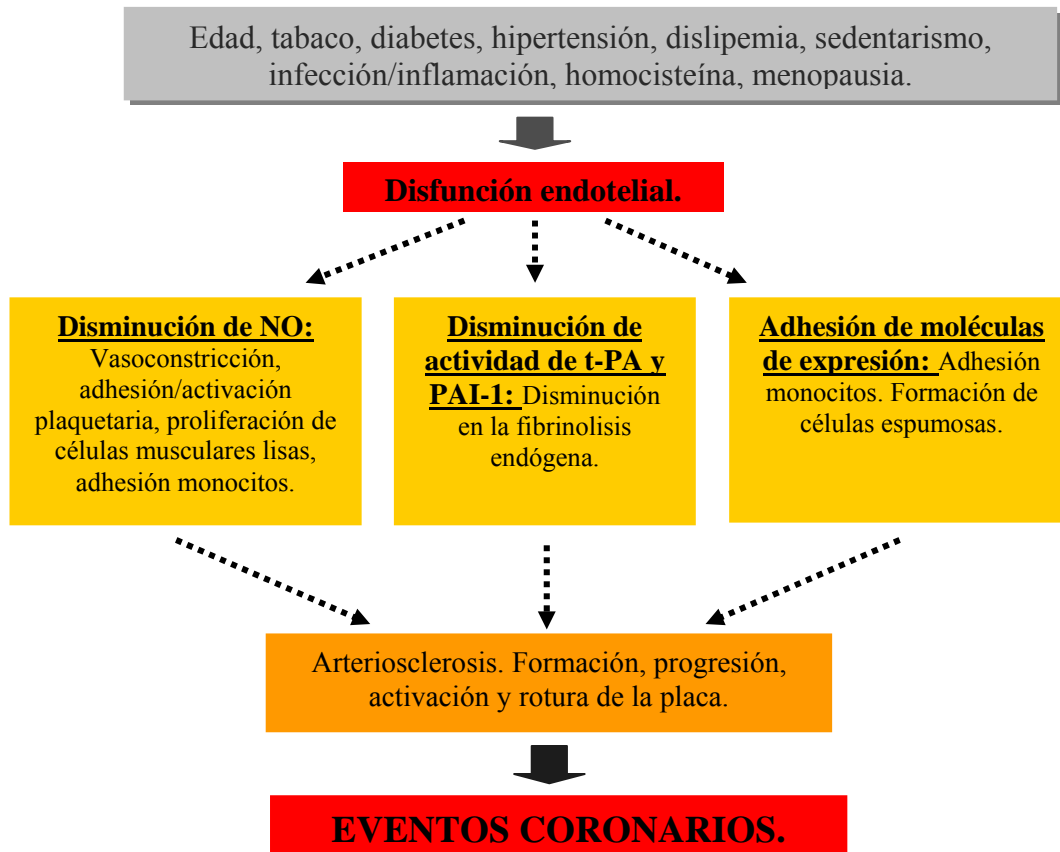 Edad, tabaco, diabetes, hipertensión, dislipemia, sedentarismo,
infección/inflamación, homocisteína, menopausia.
Disfunción endotelial.
Disminución de NO:
Vasoconstricción,
adhesión/activación
plaquetaria, proliferación de
células musculares lisas,
adhesión monocitos.
Disminución de
actividad de t-PA y
PAI-1: Disminución
en la fibrinolisis
endógena.
Adhesión de moléculas
de expresión: Adhesión
monocitos. Formación de
células espumosas.
Arteriosclerosis. Formación, progresión,
activación y rotura de la placa.
EVENTOS CORONARIOS.